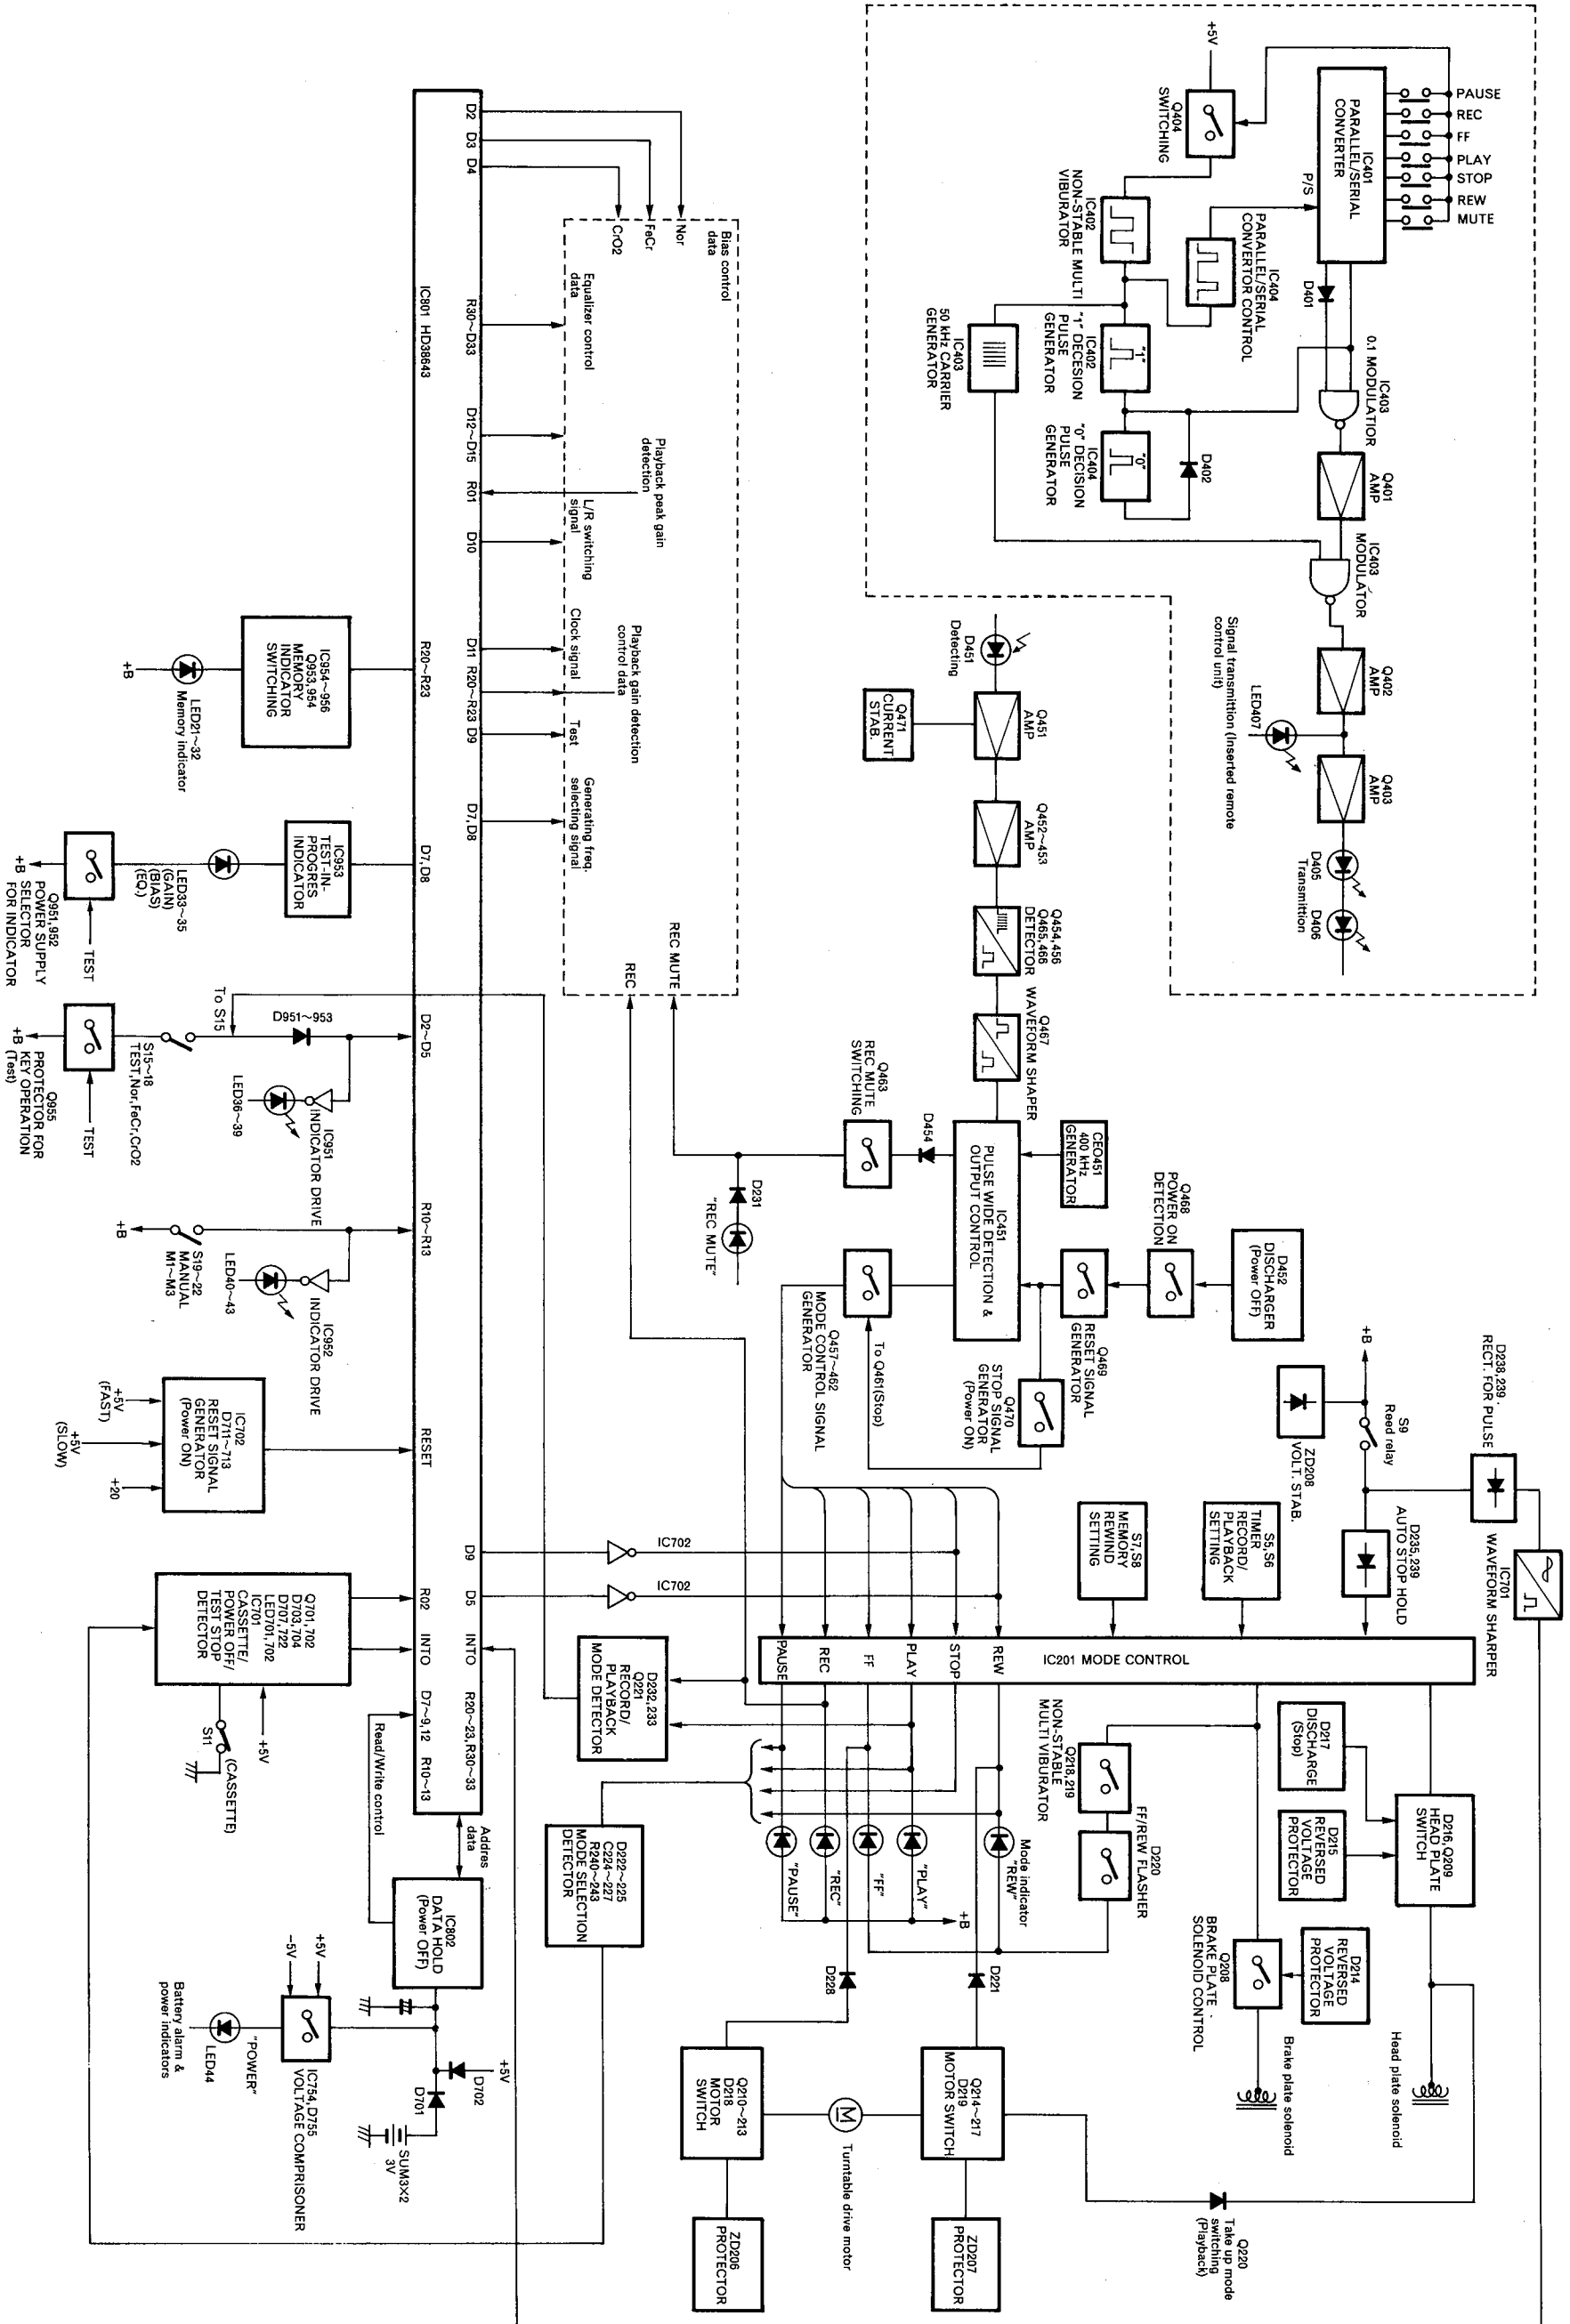 PAUSE
REC
FF
PLAY
STOP
REW
MUTE
IC401
PARALLEL/SERIAL
CONVERTER
P/S
D401
+5V
Q404
SWITCHING
IC402
NON-STABLE MULTI
VIBURATOR
IC404
PARALLEL/SERIAL
CONVERTOR CONTROL
"1"
IC402
"1" DECESION
PULSE
GENERATOR
"0"
IC404
"0" DECISION
PULSE
GENERATOR
D402
IC403
50 kHz CARRIER
GENERATOR
IC403
0.1 MODULATIOR
Q401
AMP
IC403
MODULATOR
Q402
AMP
LED407
Q403
AMP
D405
Transmittion
D406
Signal transmittion (Inserted remote
control unit)
D451
Detecting
Q451
AMP
Q471
CURRENT
STAB.
Q452~453
AMP
Q454,456
Q465,466
DETECTOR
Q467
WAVEFORM SHAPER
CEO451
400 kHz
GENERATOR
IC451
PULSE WIDE DETECTION &
OUTPUT CONTROL
D454
Q463
REC MUTE
SWITCHING
D231
"REC MUTE"
D452
DISCHARGER
(Power OFF)
Q468
POWER ON
DETECTION
Q469
RESET SIGNAL
GENERATOR
Q470
STOP SIGNAL
GENERATOR
(Power ON)
To Q461(Stop)
Q457~462
MODE CONTROL SIGNAL
GENERATOR
D238,239.
RECT. FOR PULSE
S9
Reed relay
+B
ZD208
VOLT. STAB.
D235,239
AUTO STOP HOLD
IC701
WAVEFORM SHARPER
S5,S6
TIMER
RECORD/
PLAYBACK
SETTING
S7,S8
MEMORY
REWIND
SETTING
IC201 MODE CONTROL
REW
STOP
PLAY
FF
REC
PAUSE
D217
DISCHARGE
(Stop)
D216,Q209
HEAD PLATE
SWITCH
D215
REVERSED
VOLTAGE
PROTECTOR
D214
REVERSED
VOLTAGE
PROTECTOR
Q208
BRAKE PLATE -
SOLENOID CONTROL
Brake plate solenoid
Head plate solenoid
Q218,219
NON-STABLE
MULTI VIBURATOR
D220
FF/REW FLASHER
Mode indicator
"REW"
"PLAY"
"FF"
"REC"
"PAUSE"
+B
D221
D228
Q214~217
D219
MOTOR SWITCH
Q210~213
D218
MOTOR
SWITCH
M
Turntable drive motor
ZD207
PROTECTOR
ZD206
PROTECTOR
Q220
Take up mode
switching
(Playback)
D232,233
Q221
RECORD/
PLAYBACK
MODE DETECTOR
D222~225
C224~227
R240~243
MODE SELECTION
DETECTOR
Bias control
data
Nor
FeCr
CrO2
Equalizer control
data
Playback peak gain
detection
L/R switching
signal
Clock signal
Playback gain detection
control data
Test
Generating freq.
selecting signal
REC MUTE
REC
D2
D3
D4
R30~D33
D12~D15
R01
D10
D11
R20~R23
D9
D7,D8
D9
D5
INTO
R20~23,R30~33
IC702
IC702
IC801 HD38643
R20~R23
D7,D8
D2~D5
R10~R13
RESET
R02
INTO
D7~9,12
R10~13
IC954~956
Q953,954
MEMORY
INDICATOR
SWITCHING
LED21~32
Memory indicator
+B
IC953
TEST-IN-
PROGRES
INDICATOR
LED33~35
(GAIN)
(BIAS)
(EQ.)
TEST
Q951,952
POWER SUPPLY
SELECTOR
FOR INDICATOR
+B
D951~953
To S15
IC951
INDICATOR DRIVE
LED36~39
S15~18
TEST,Nor,FeCr,CrO2
TEST
Q955
PROTECTOR FOR
KEY OPERATION
(Test)
+B
IC952
INDICATOR DRIVE
LED40~43
S19~22
MANUAL
M1~M3
+B
IC702
D711~713
RESET SIGNAL
GENERATOR
(Power ON)
+5V
(FAST)
+5V
(SLOW)
+20
Q701,702
D703,704
D707,722
LED701,702
IC701
CASSETTE/
POWER OFF/
TEST STOP
DETECTOR
+5V
S11
(CASSETTE)
Read/Write control
Addres
data
IC802
DATA HOLD
(Power OFF)
+5V
D702
D701
SUM3X2
3V
IC754,D755
VOLTAGE COMPRISONER
+5V
-5V
"POWER"
LED44
Battery alarm &
power indicators